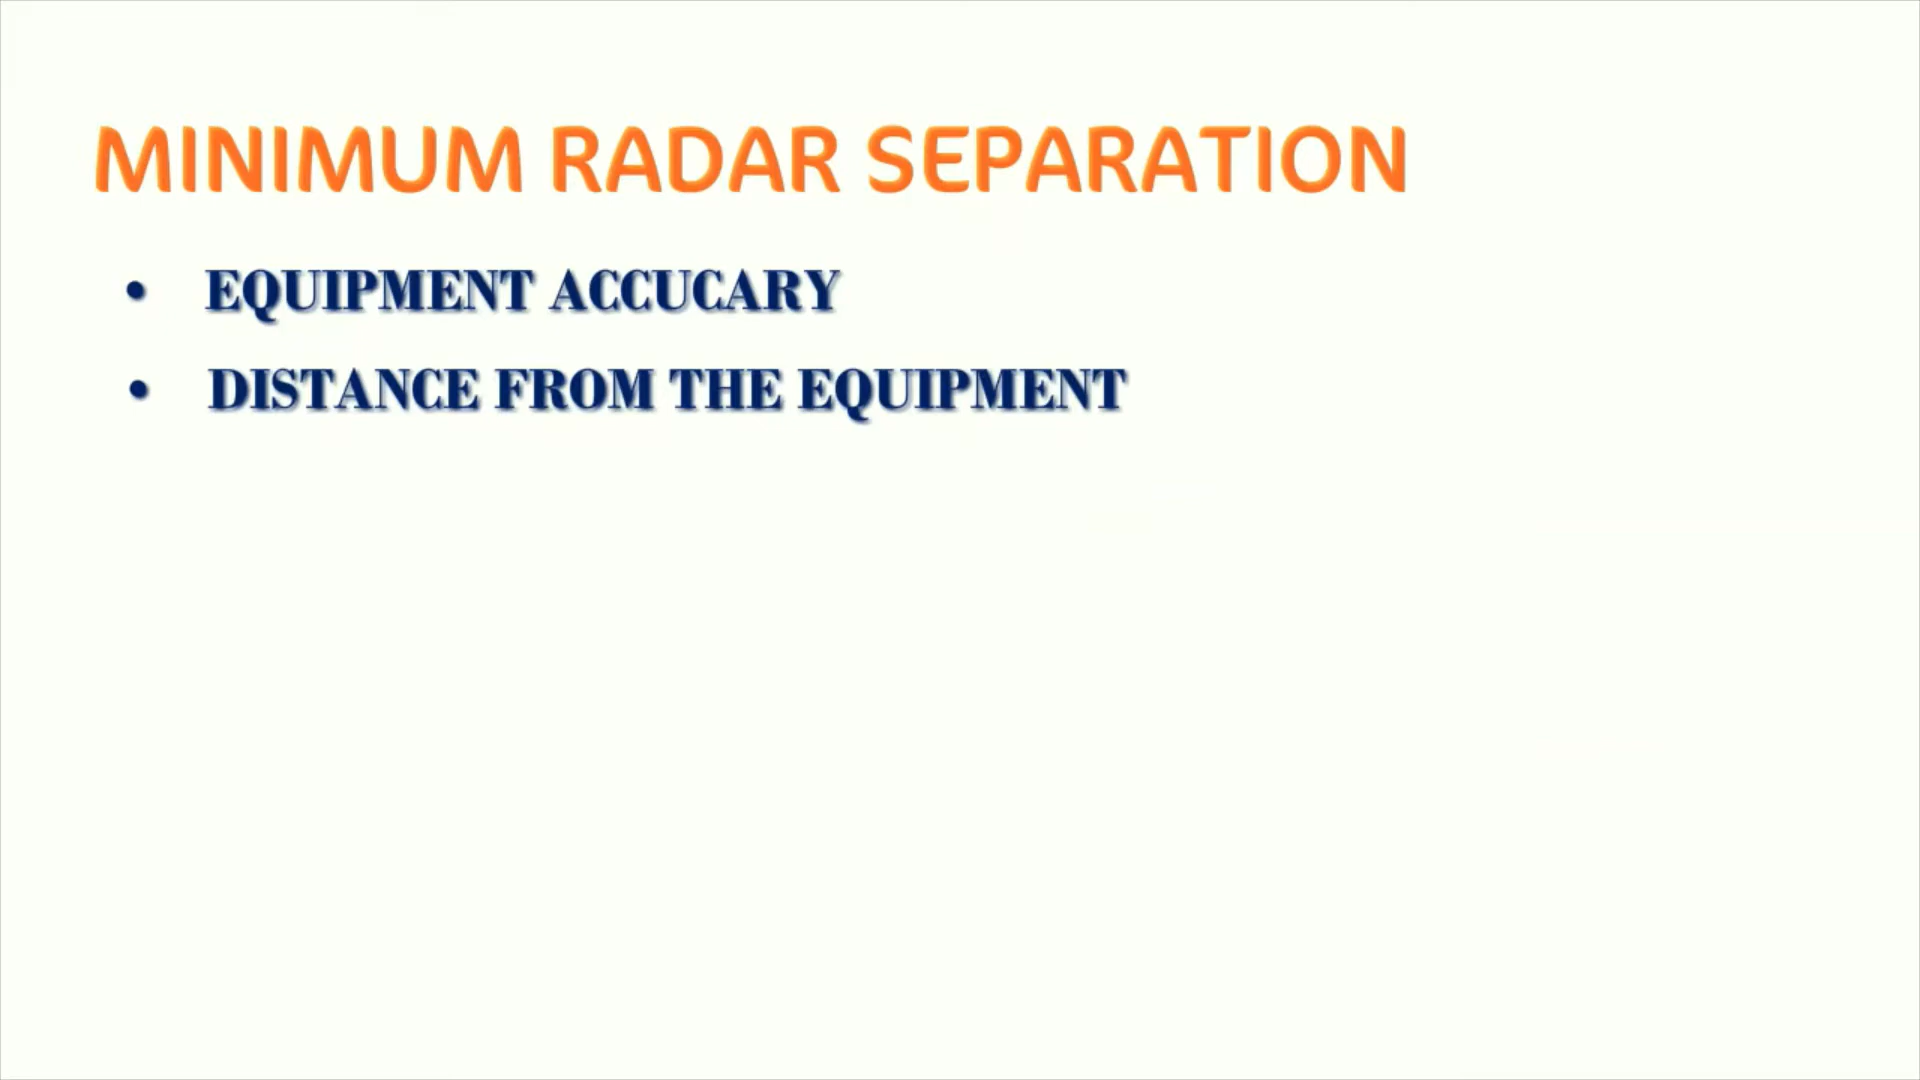 MINIMUM RADAR SEPARATION
• EQUIPMENT ACCUCARY
• DISTANCE FROM THE EQUIPMENT